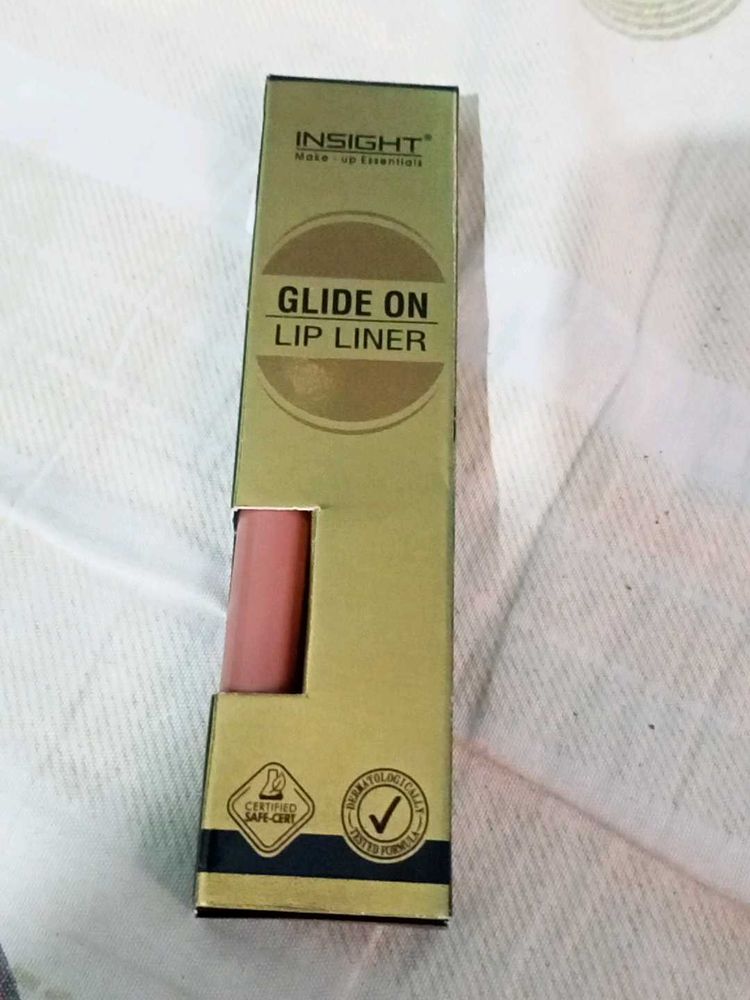 INSIGHT®
Make-up Essentials
GLIDE ON
LIP LINER
CERTIFIED
SAFE-CERT
DERMATOLOGICALLY
TESTED FORMULA